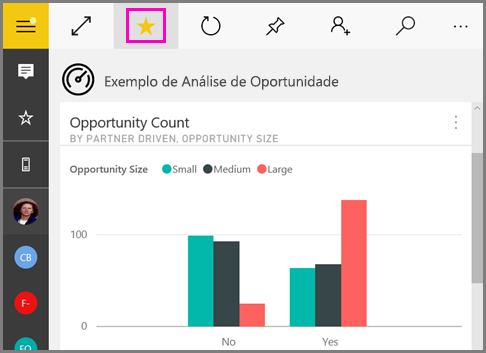 Exemplo de Análise de Oportunidade
Opportunity Count
BY PARTNER DRIVEN, OPPORTUNITY SIZE
Opportunity Size Small Medium Large
100
0
No Yes
CB
F-
EO